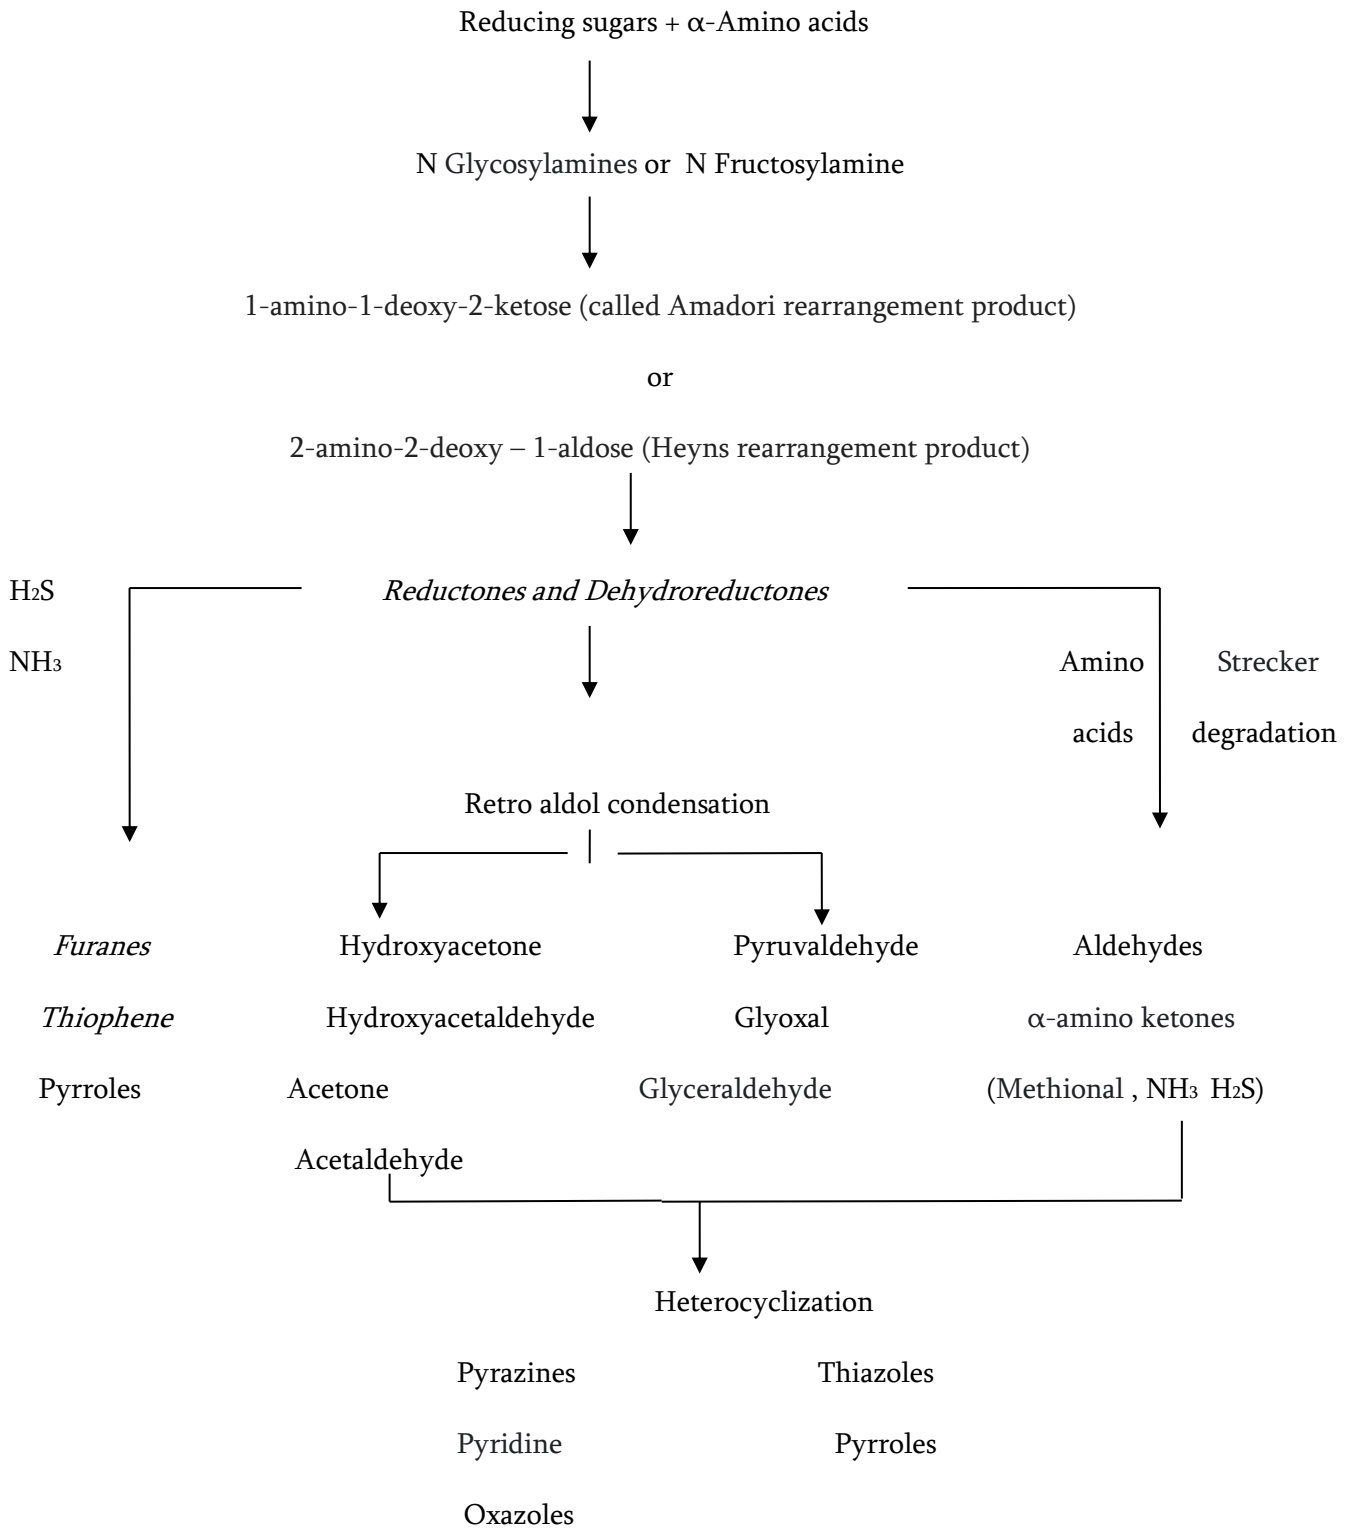 Reducing sugars + α-Amino acids
N Glycosylamines or N Fructosylamine
1-amino-1-deoxy-2-ketose (called Amadori rearrangement product)
or
2-amino-2-deoxy – 1-aldose (Heyns rearrangement product)
H2S Reductones and Dehydroreductones
NH3 Amino Strecker
acids degradation
Retro aldol condensation
Furanes Hydroxyacetone Pyruvaldehyde Aldehydes
Thiophene Hydroxyacetaldehyde Glyoxal α-amino ketones
Pyrroles Acetone Glyceraldehyde (Methional , NH3 H2S)
Acetaldehyde
Heterocyclization
Pyrazines Thiazoles
Pyridine Pyrroles
Oxazoles